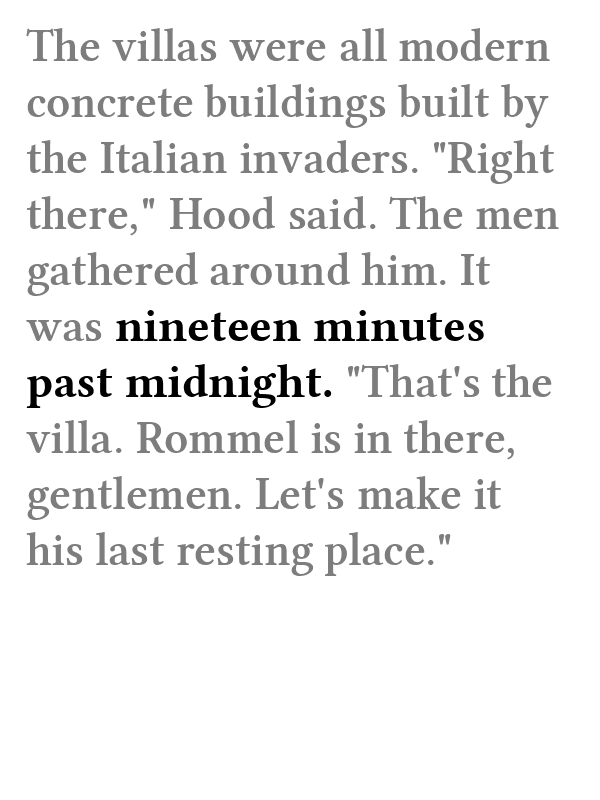 The villas were all modern
concrete buildings built by
the Italian invaders. "Right
there," Hood said. The men
gathered around him. It
was nineteen minutes
past midnight. "That's the
villa. Rommel is in there,
gentlemen. Let's make it
his last resting place."